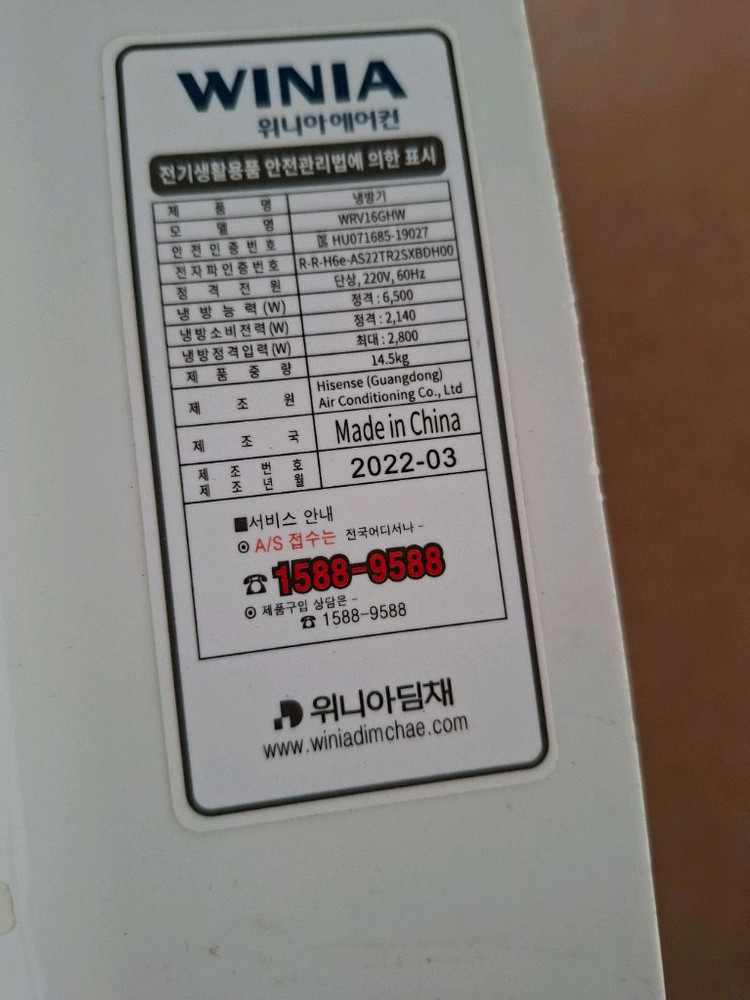 WINIA
위니아에어컨
전기생활용품 안전관리법에 의한 표시
제 품 명 냉방기
모 델 명 WRV16GHW
안전인증번호 HU071685-19027
전자파인증번호 R-R-H6e-AS22TR2SXBDH00
정 격 전 원 단상, 220V, 60Hz
냉 방 능 력 (W) 정격 : 6,500
냉방소비전력(W) 정격 : 2,140
냉방정격입력(W) 최대 : 2,800
제 품 중 량 14.5kg
제 조 원 Hisense (Guangdong)
Air Conditioning Co., Ltd
제 조 국 Made in China
제 조 번 호
제 조 년 월 2022-03
■서비스 안내
⊙ A/S 접수는 전국어디서나 -
☎ 1588-9588
⊙ 제품구입 상담은 -
☎ 1588-9588
위니아딤채
www.winiadimchae.com